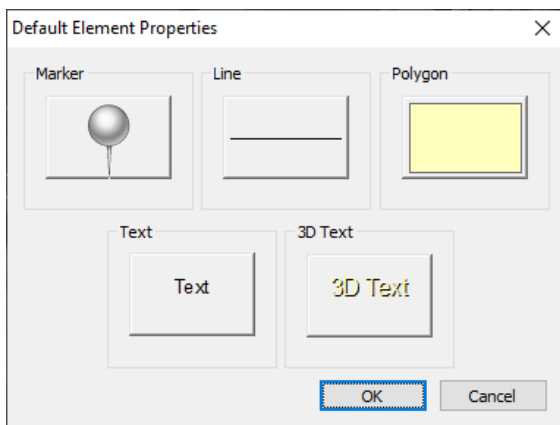 Default Element Properties
Marker
Line
Polygon
Text
3D Text
Text
3D Text
OK
Cancel